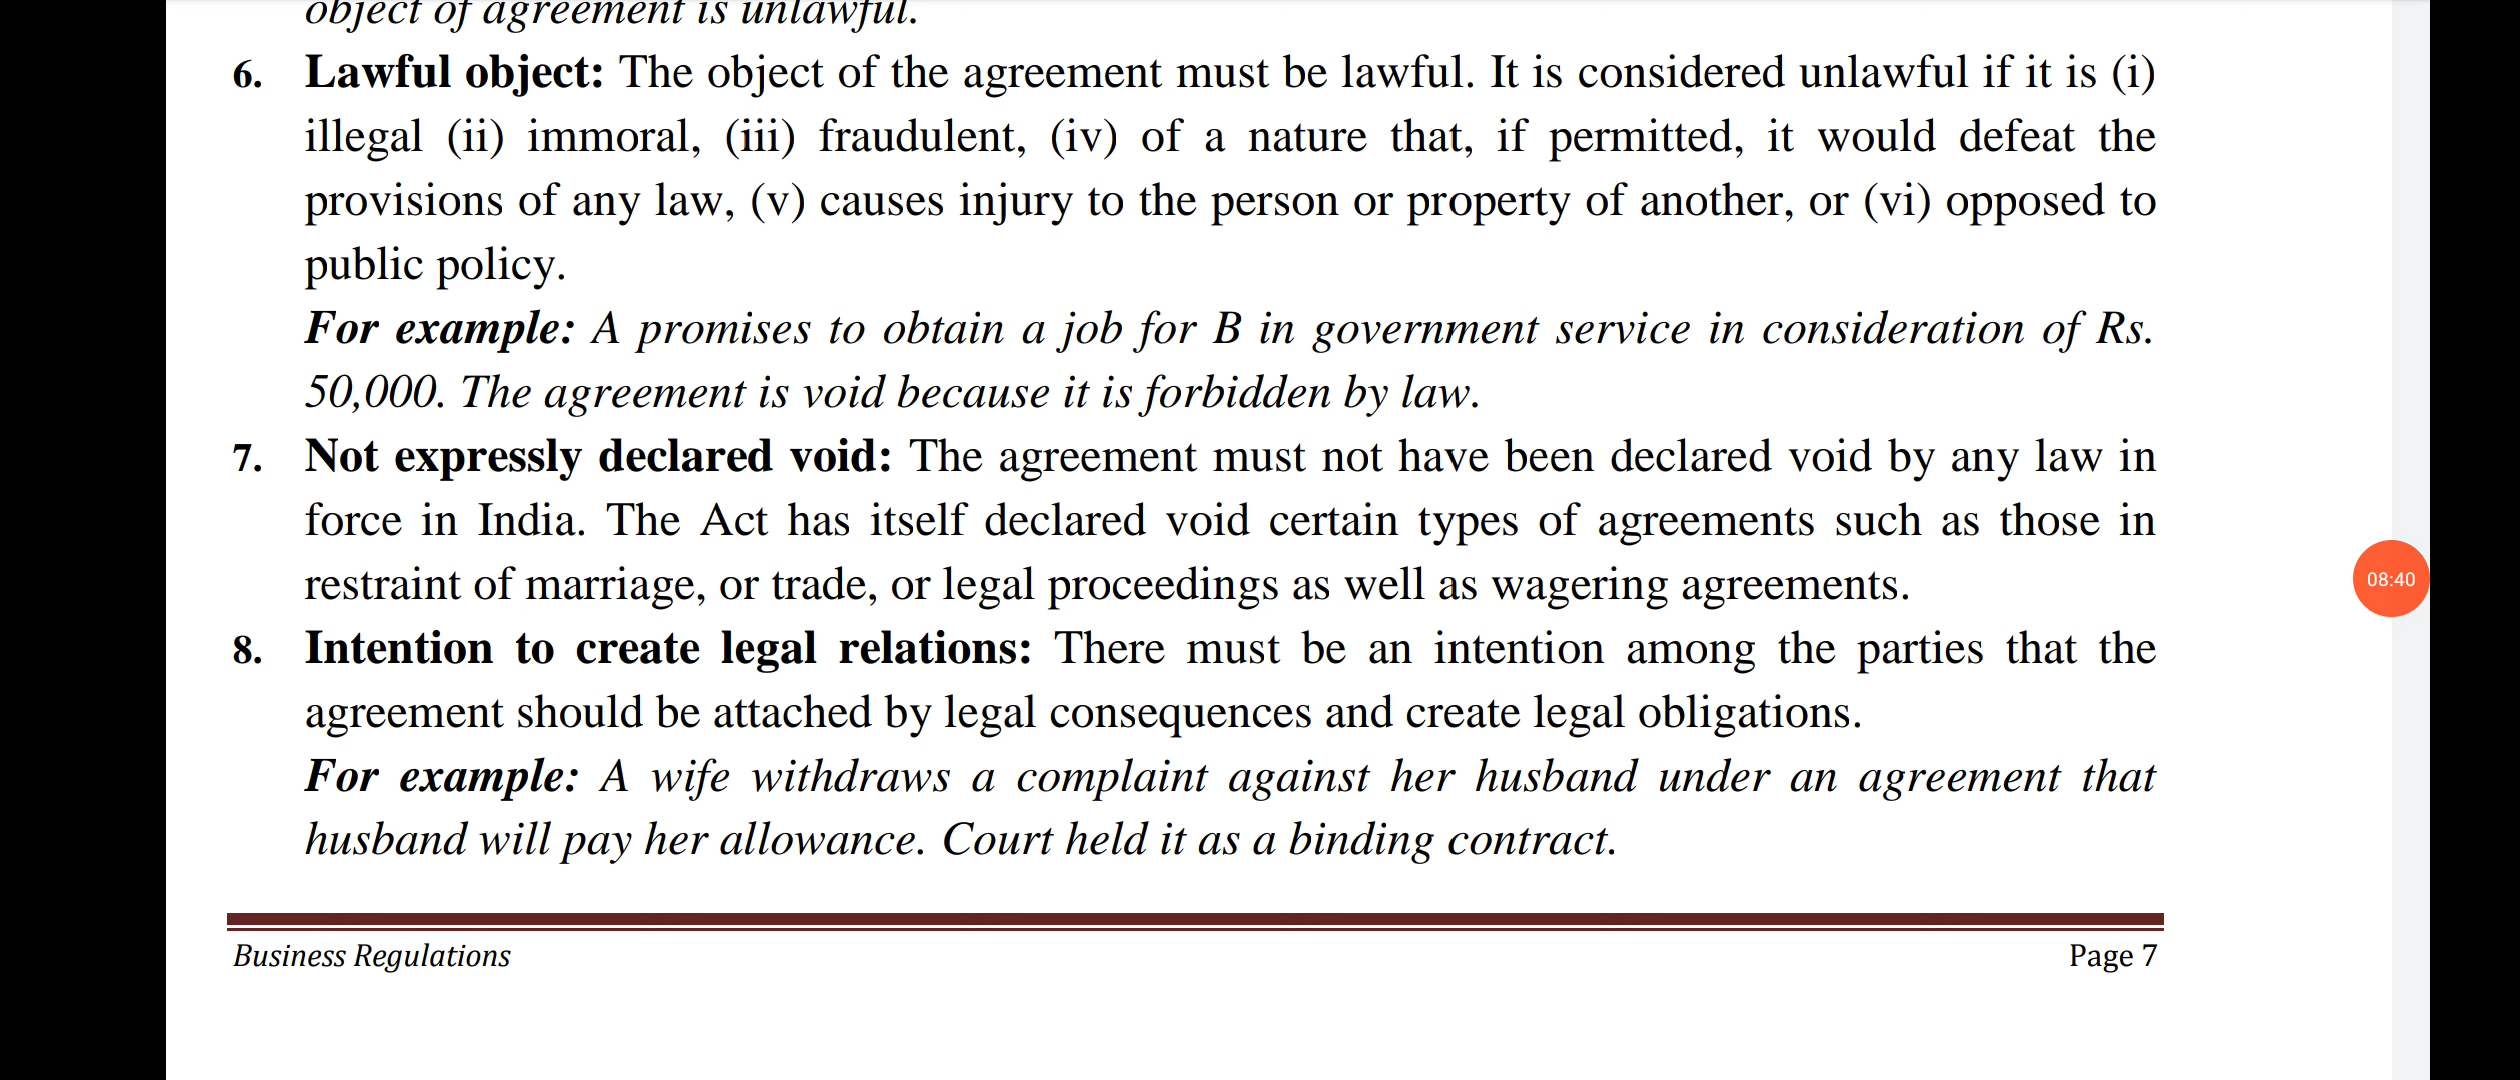 object of agreement is unlawful.
6. Lawful object: The object of the agreement must be lawful. It is considered unlawful if it is (i)
illegal (ii) immoral, (iii) fraudulent, (iv) of a nature that, if permitted, it would defeat the
provisions of any law, (v) causes injury to the person or property of another, or (vi) opposed to
public policy.
For example: A promises to obtain a job for B in government service in consideration of Rs.
50,000. The agreement is void because it is forbidden by law.
7. Not expressly declared void: The agreement must not have been declared void by any law in
force in India. The Act has itself declared void certain types of agreements such as those in
restraint of marriage, or trade, or legal proceedings as well as wagering agreements.
8. Intention to create legal relations: There must be an intention among the parties that the
agreement should be attached by legal consequences and create legal obligations.
For example: A wife withdraws a complaint against her husband under an agreement that
husband will pay her allowance. Court held it as a binding contract.
08:40
Business Regulations Page 7